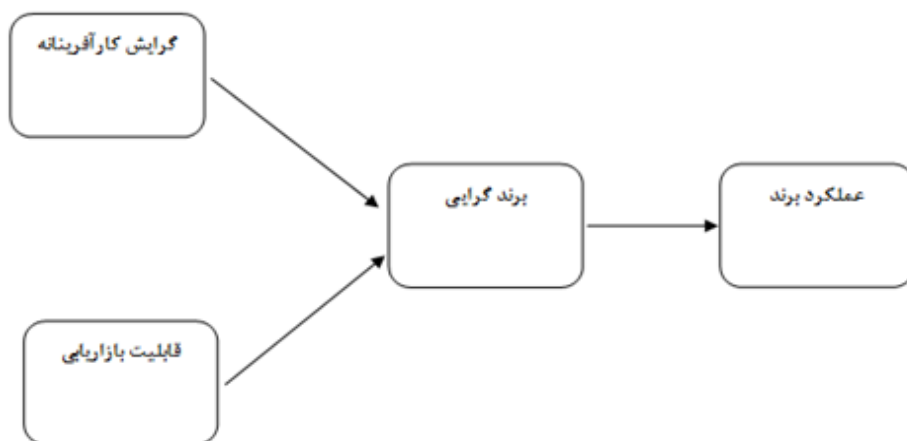 گرایش کارآفرینانه
برند گرایی
عملکرد برند
قابلیت بازاریابی